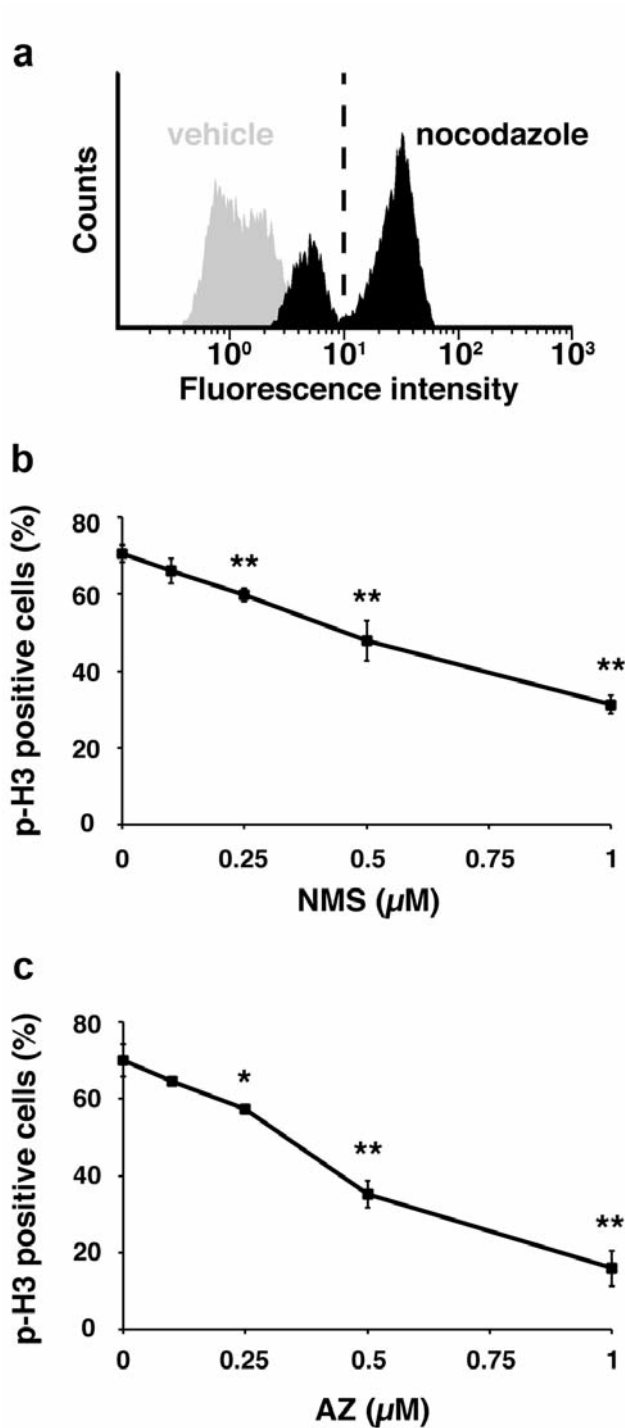 a
vehicle
nocodazole
Counts
10⁰ 10¹ 10² 10³
Fluorescence intensity
b
p-H3 positive cells (%)
80
60
40
20
0
** ** **
0 0.25 0.5 0.75 1
NMS (µM)
c
p-H3 positive cells (%)
80
60
40
20
0
* ** **
0 0.25 0.5 0.75 1
AZ (µM)